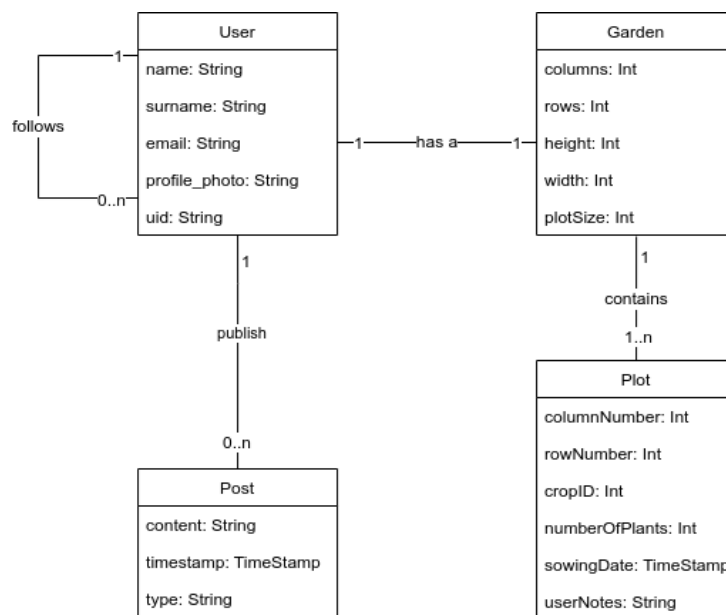 User
name: String
surname: String
email: String
profile_photo: String
uid: String
1
follows
0..n
1
has a
1
Garden
columns: Int
rows: Int
height: Int
width: Int
plotSize: Int
1
publish
0..n
1
contains
1..n
Post
content: String
timestamp: TimeStamp
type: String
Plot
columnNumber: Int
rowNumber: Int
cropID: Int
numberOfPlants: Int
sowingDate: TimeStamp
userNotes: String